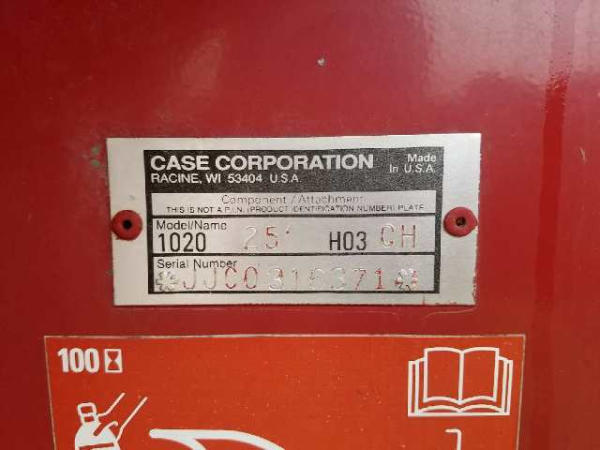 CASE CORPORATION
Made
In U.S.A.
RACINE, WI 53404 U.S.A.
Component / Attachment
THIS IS NOT A P.I.N. (PRODUCT IDENTIFICATION NUMBER) PLATE
Model/Name
1020 25' H03 CH
Serial Number
100